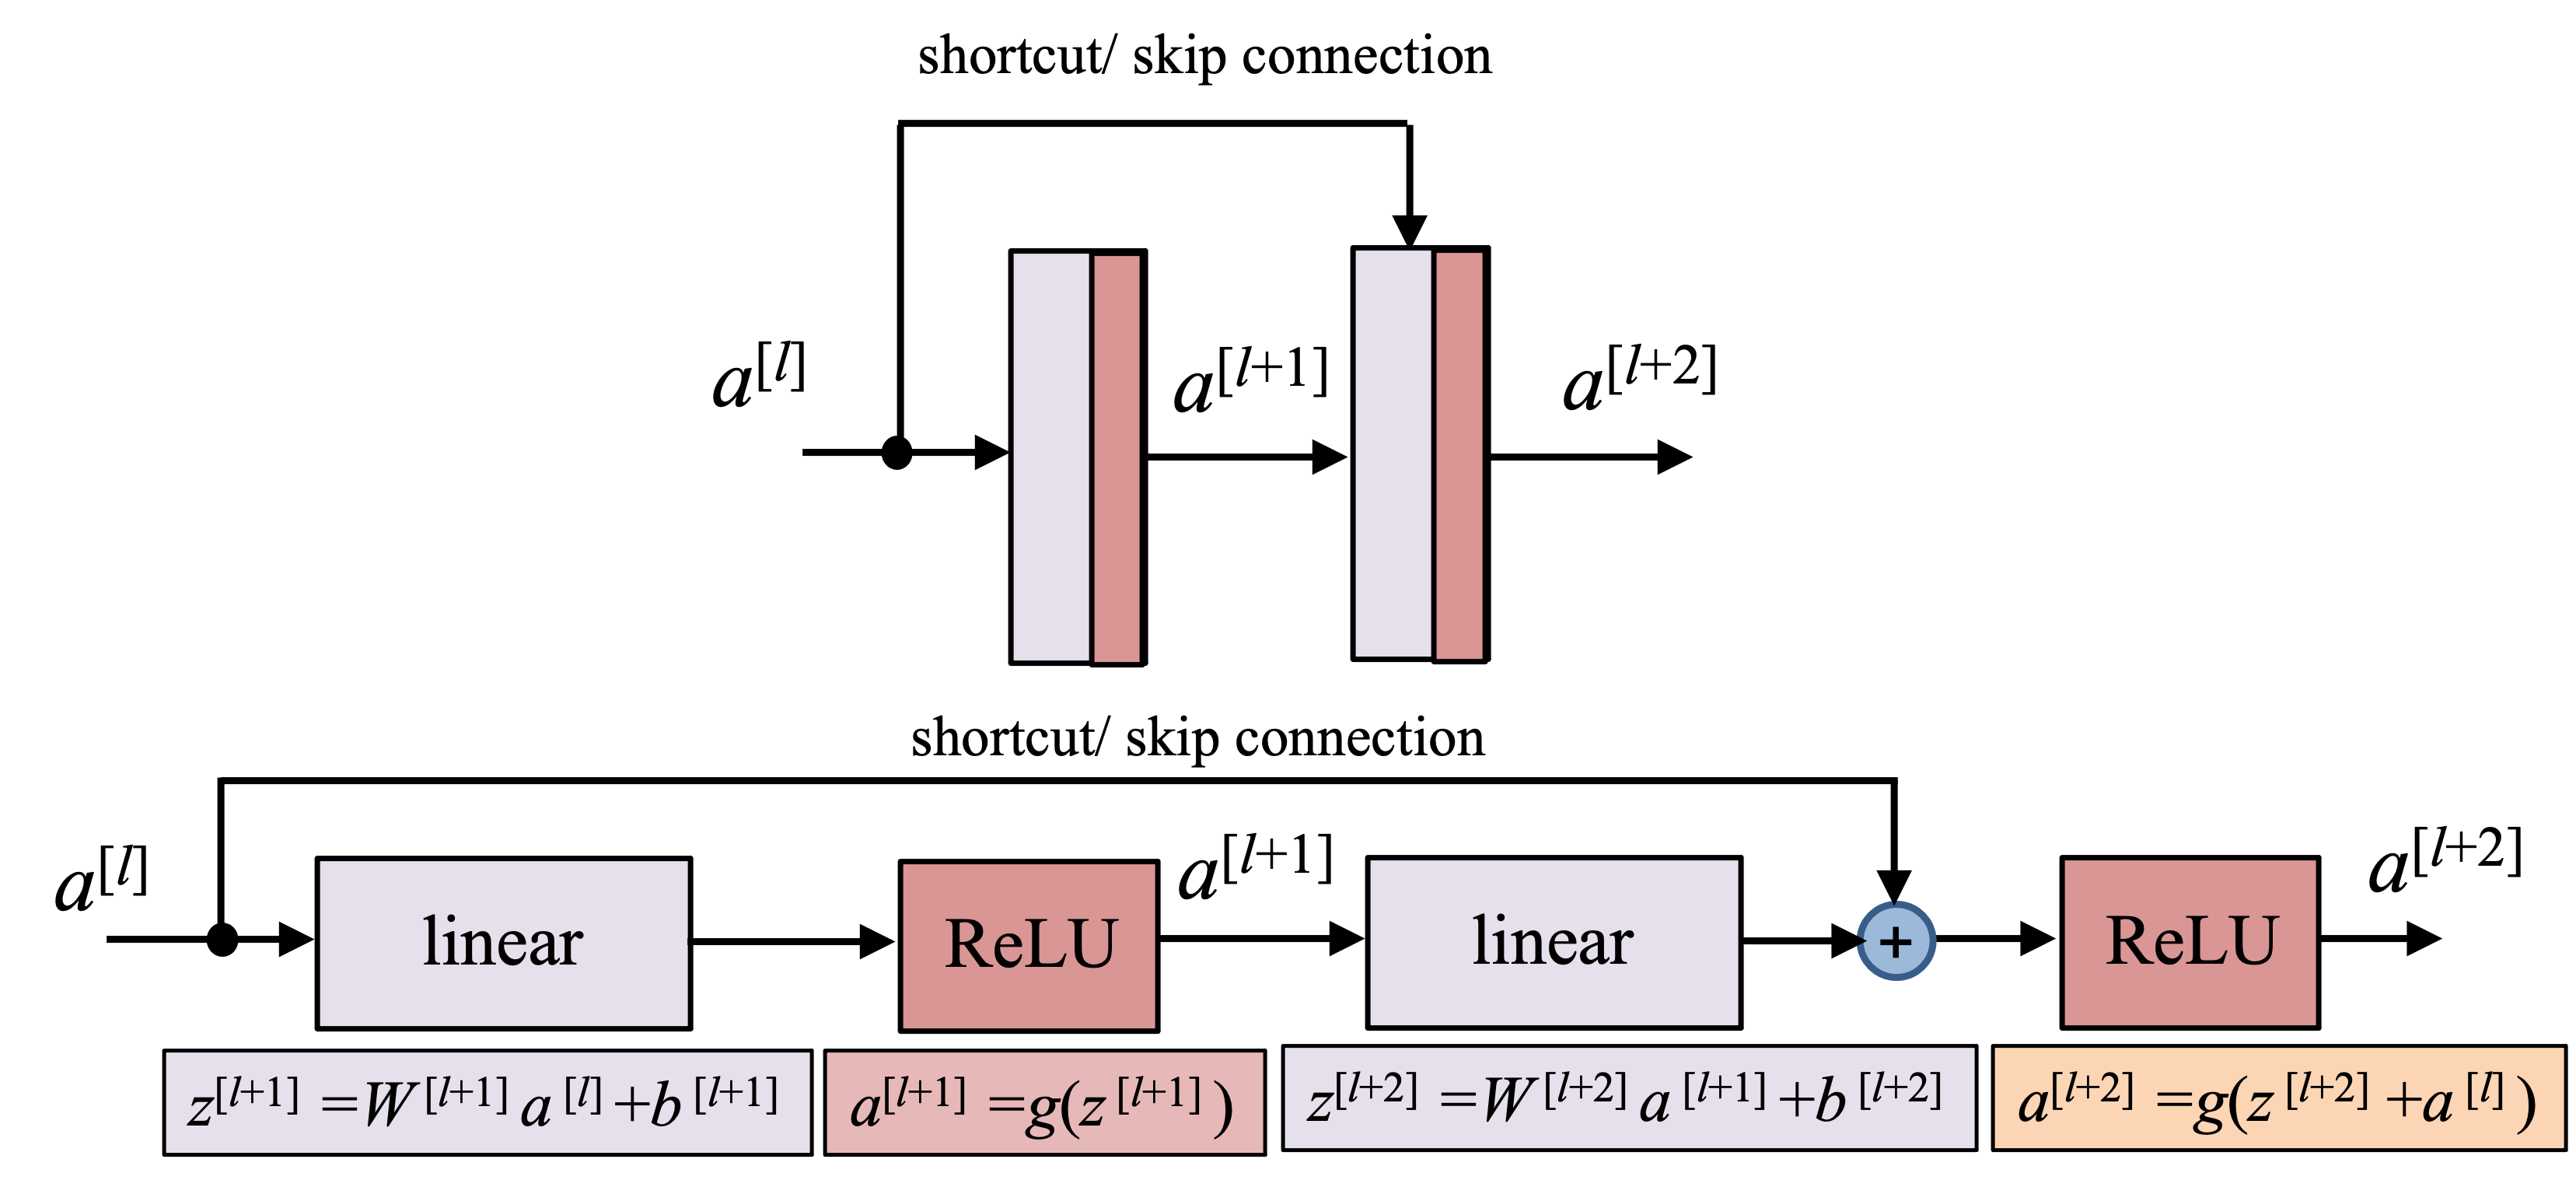 shortcut/ skip connection
a^[l] a^[l+1] a^[l+2]
shortcut/ skip connection
a^[l] linear ReLU a^[l+1] linear + ReLU a^[l+2]
z^[l+1] =W^[l+1] a^[l] +b^[l+1] a^[l+1] =g(z^[l+1]) z^[l+2] =W^[l+2] a^[l+1] +b^[l+2] a^[l+2] =g(z^[l+2] +a^[l])